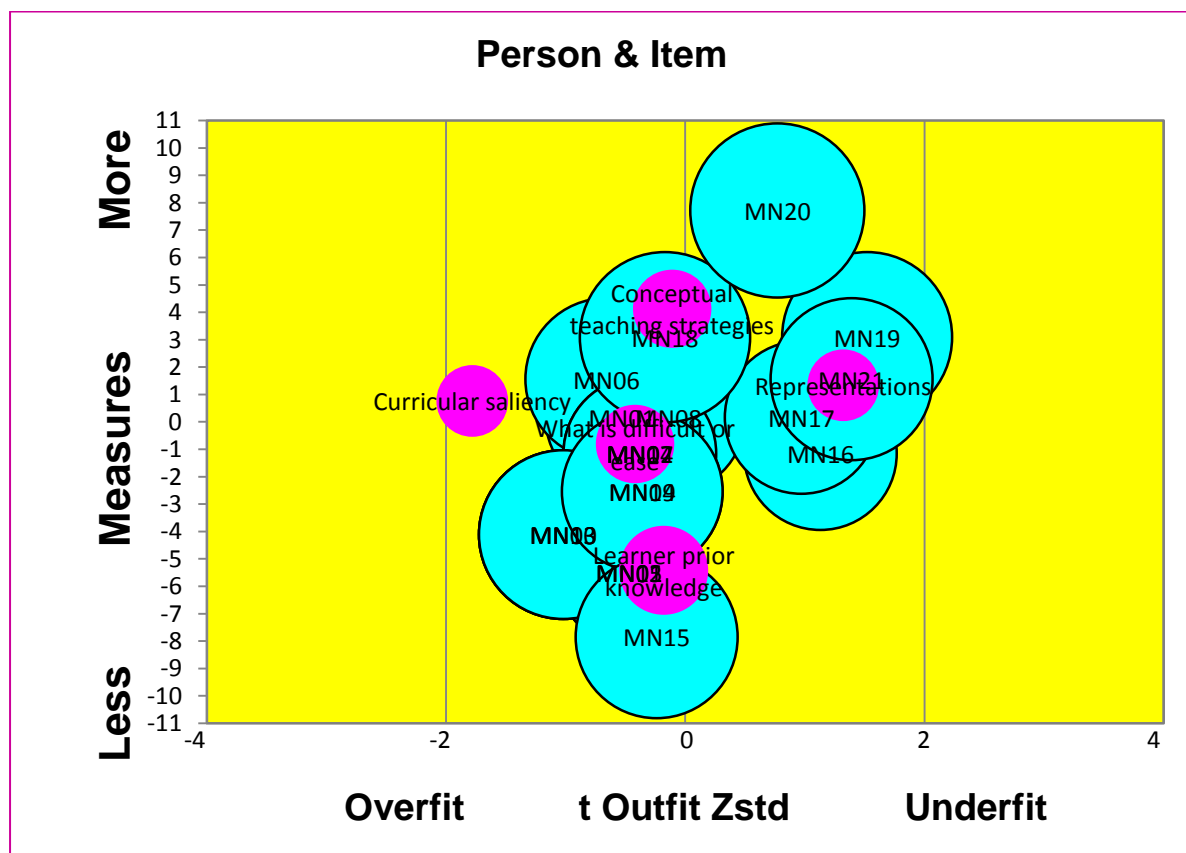 Person & Item
More
Measures
Less
11
10
9
8
7
6
5
4
3
2
1
0
-1
-2
-3
-4
-5
-6
-7
-8
-9
-10
-11
MN20
Conceptual
teaching strategies
MN18
MN19
MN06
MN21
Representations
Curricular saliency
MN08
MN17
What is difficult or
ease
MN16
Learner prior
knowledge
MN15
-4
-2
0
2
4
Overfit
t Outfit Zstd
Underfit